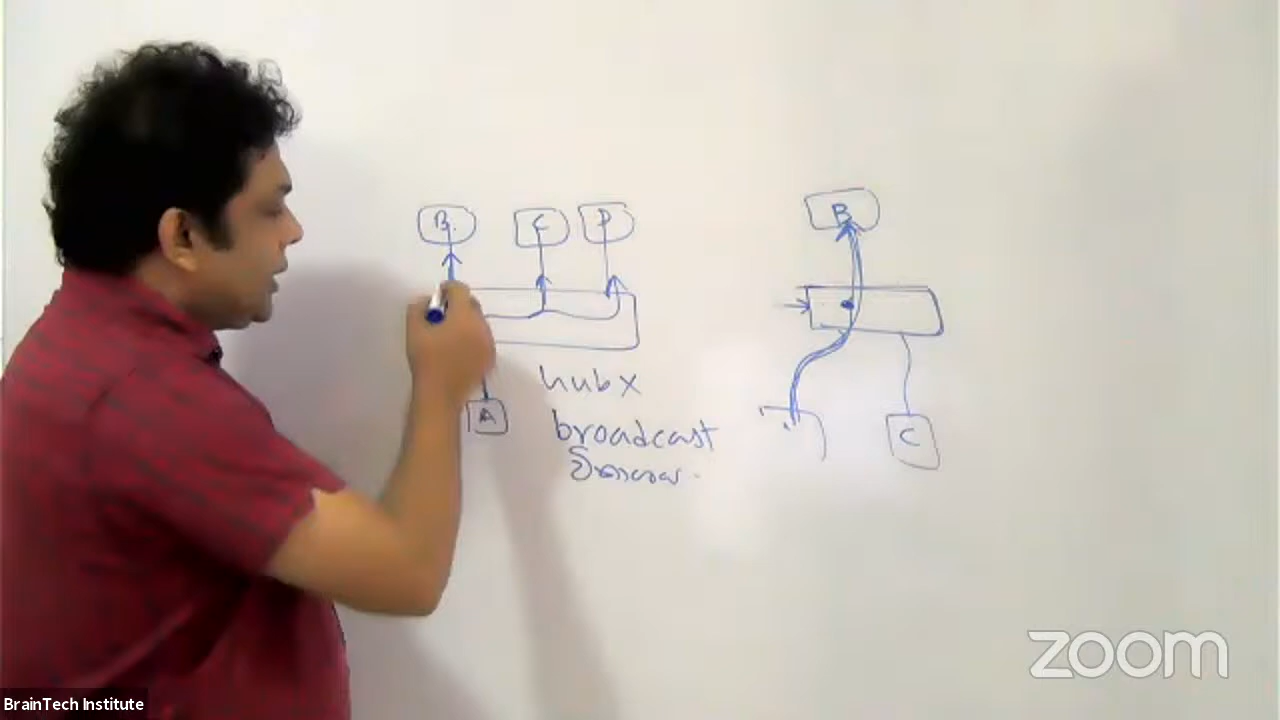 B C D
B
hub x
A
broadcast
C
zoom
BrainTech Institute